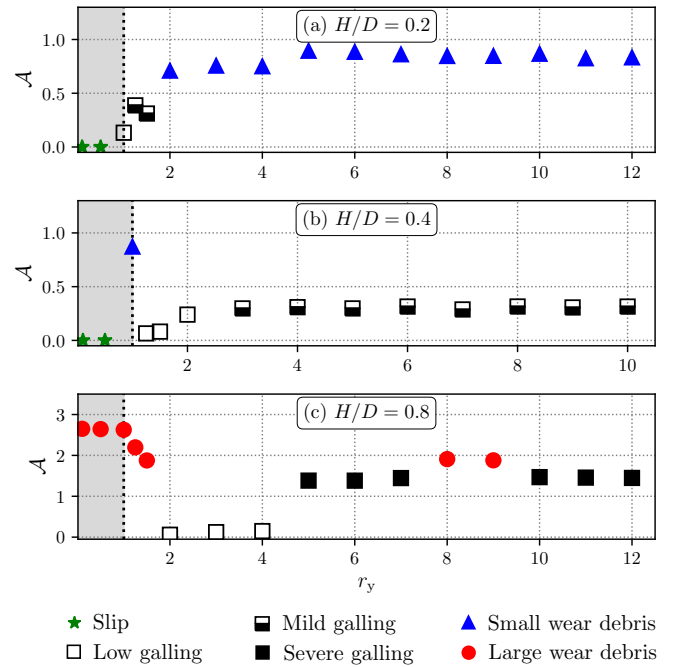 (a) H/D = 0.2
𝒜
1.0
0.5
0.0
2 4 6 8 10 12
(b) H/D = 0.4
𝒜
1.0
0.5
0.0
2 4 6 8 10
(c) H/D = 0.8
𝒜
3
2
1
0
2 4 6 8 10 12
r_y
Slip Mild galling Small wear debris
Low galling Severe galling Large wear debris